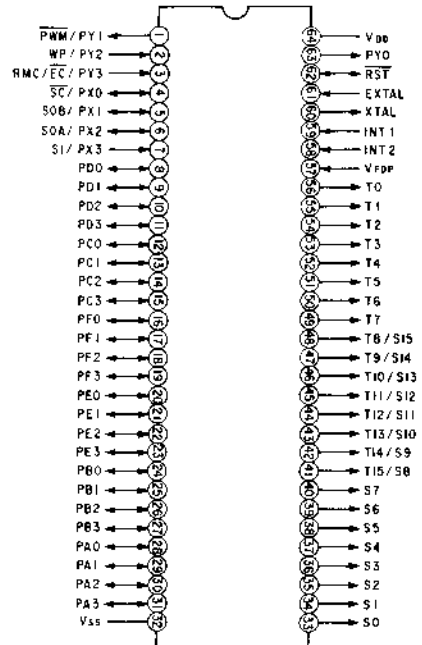 PWM/PY1 1
WP/PY2 2
RMC/EC/PY3 3
SC/PX0 4
SOB/PX1 5
SOA/PX2 6
SI/PX3 7
PD0 8
PD1 9
PD2 10
PD3 11
PC0 12
PC1 13
PC2 14
PC3 15
PF0 16
PF1 17
PF2 18
PF3 19
PE0 20
PE1 21
PE2 22
PE3 23
PB0 24
PB1 25
PB2 26
PB3 27
PA0 28
PA1 29
PA2 30
PA3 31
Vss 32
64 VDD
63 PY0
62 RST
61 EXTAL
60 XTAL
59 INT1
58 INT2
57 VFDP
56 T0
55 T1
54 T2
53 T3
52 T4
51 T5
50 T6
49 T7
48 T8/S15
47 T9/S14
46 T10/S13
45 T11/S12
44 T12/S11
43 T13/S10
42 T14/S9
41 T15/S8
40 S7
39 S6
38 S5
37 S4
36 S3
35 S2
34 S1
33 S0